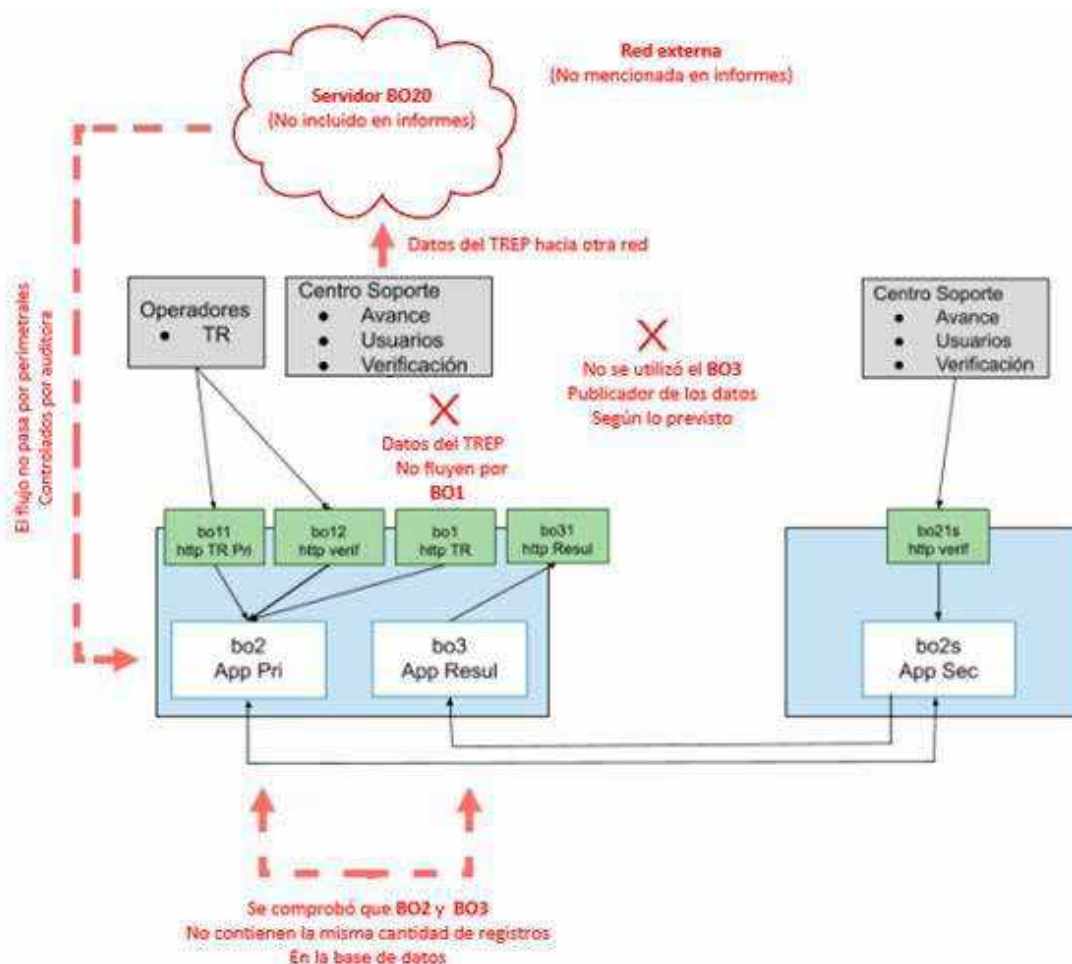 Red externa
(No mencionada en informes)
Servidor BO20
(No incluido en informes)
Datos del TREP hacia otra red
El flujo no pasa por perimetrales
Controlados por auditora
Operadores
● TR
Centro Soporte
● Avance
● Usuarios
● Verificación
No se utilizó el BO3
Publicador de los datos
Según lo previsto
Centro Soporte
● Avance
● Usuarios
● Verificación
Datos del TREP
No fluyen por
BO1
bo11
http TR Pri
bo12
http verif
bo1
http TR
bo31
http Resul
bo21s
http verif
bo2
App Pri
bo3
App Resul
bo2s
App Sec
Se comprobó que BO2 y BO3
No contienen la misma cantidad de registros
En la base de datos